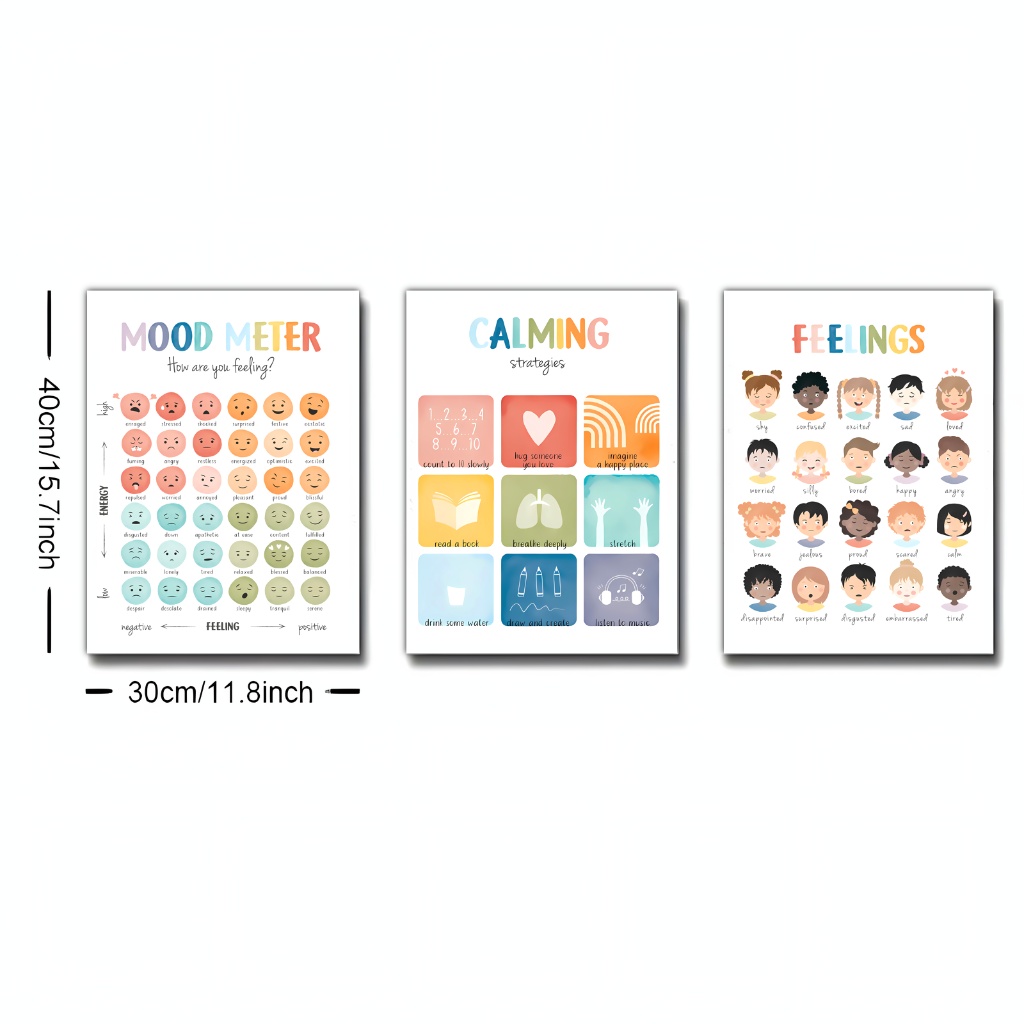 40cm/15.7inch
30cm/11.8inch
MOOD METER
How are you feeling?
high
enraged stressed shocked surprised festive ecstatic
fuming angry restless energized optimistic excited
repulsed worried annoyed pleasant proud blissful
ENERGY
disgusted down apathetic at ease content fulfilled
miserable lonely tired relaxed blessed balanced
low
despair desolate drained sleepy tranquil serene
negative FEELING positive
CALMING
strategies
1..2..3..4
5..6..7
8..9..10
count to 10 slowly
hug someone
you love
imagine
a happy place
read a book
breathe deeply
stretch
drink some water
draw and create
listen to music
FEELINGS
shy confused excited sad loved
worried silly bored happy angry
brave jealous proud scared calm
disappointed surprised disgusted embarrassed tired